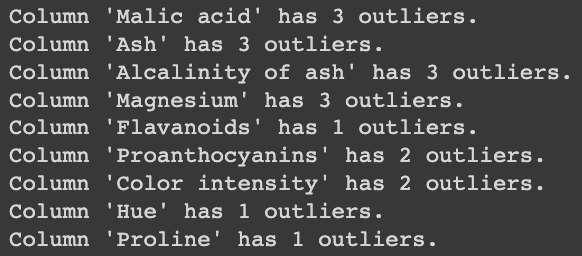 Column 'Malic acid' has 3 outliers.
Column 'Ash' has 3 outliers.
Column 'Alcalinity of ash' has 3 outliers.
Column 'Magnesium' has 3 outliers.
Column 'Flavanoids' has 1 outliers.
Column 'Proanthocyanins' has 2 outliers.
Column 'Color intensity' has 2 outliers.
Column 'Hue' has 1 outliers.
Column 'Proline' has 1 outliers.